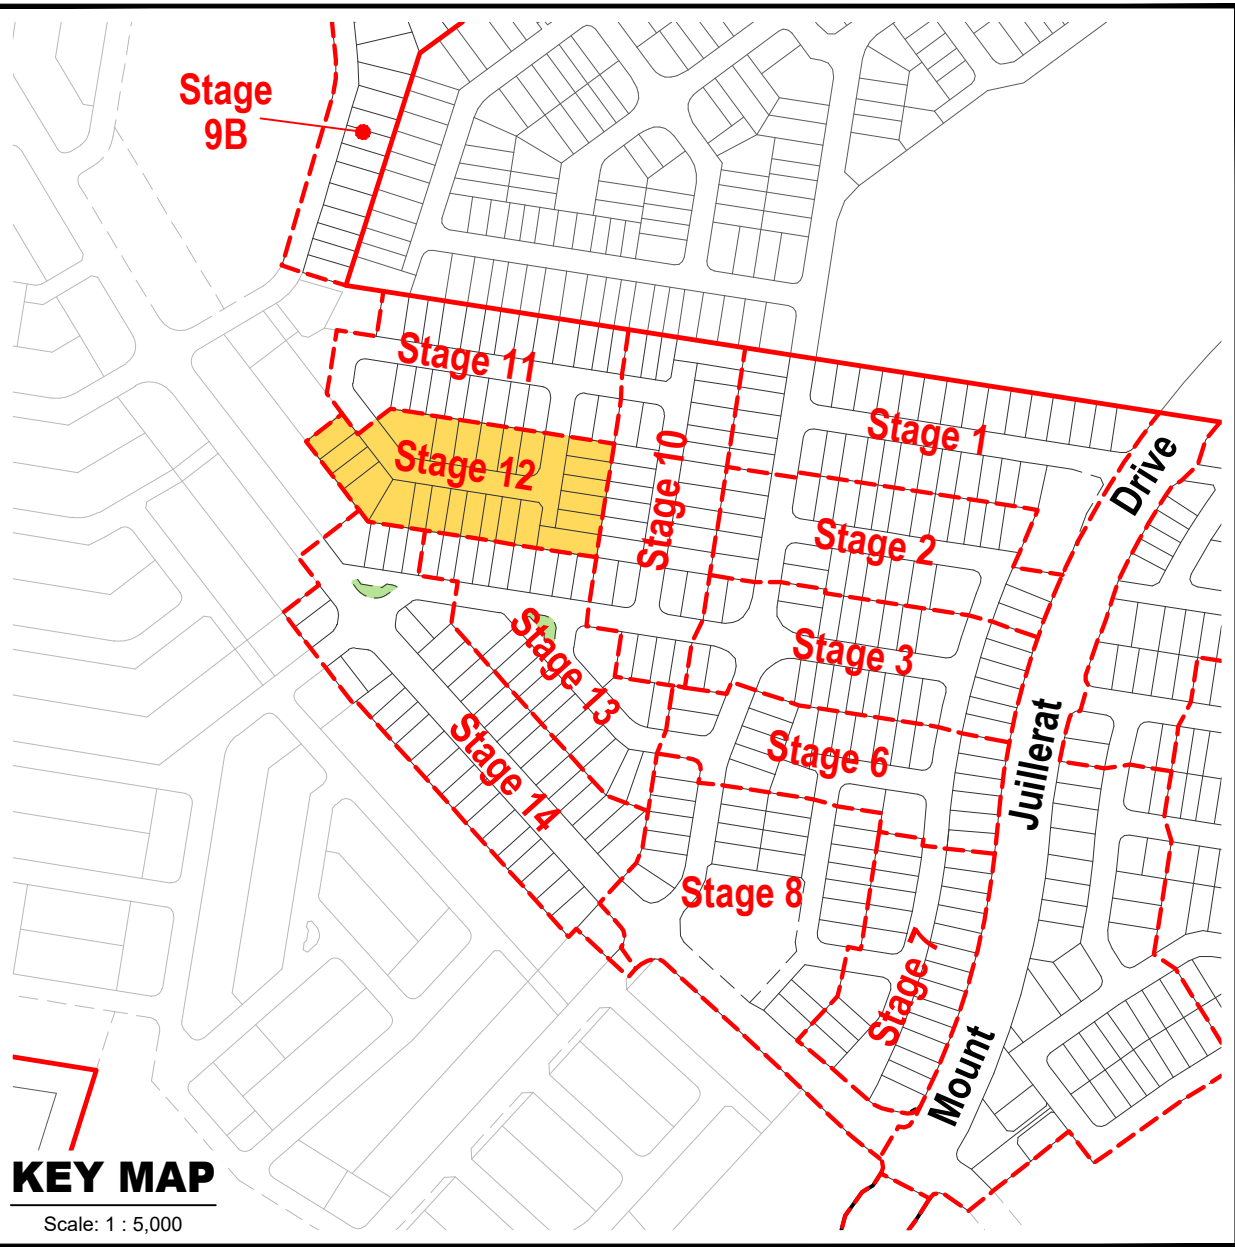 Stage
9B
Stage 11
Stage 1
Stage 12
Stage 10
Drive
Stage 2
Stage 13
Stage 3
Stage 14
Stage 6
Juillerat
Stage 8
Stage 7
Mount
KEY MAP
Scale: 1 : 5,000